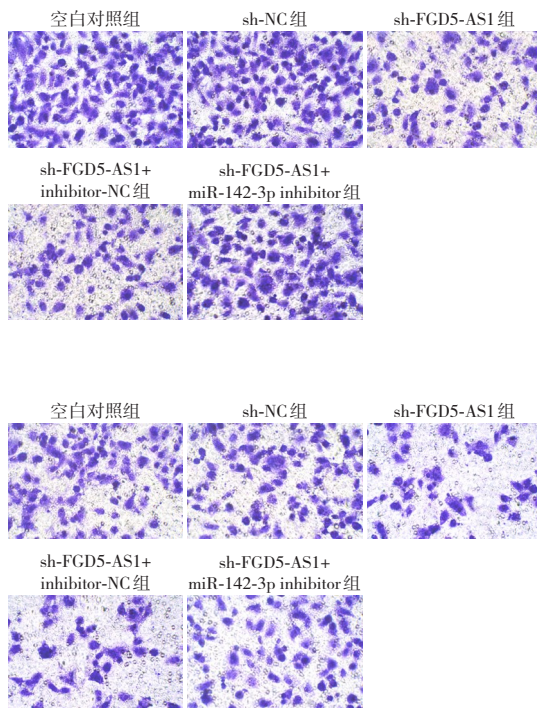 空白对照组
sh-NC组
sh-FGD5-AS1组
sh-FGD5-AS1+
inhibitor-NC组
sh-FGD5-AS1+
miR-142-3p inhibitor组
空白对照组
sh-NC组
sh-FGD5-AS1组
sh-FGD5-AS1+
inhibitor-NC组
sh-FGD5-AS1+
miR-142-3p inhibitor组